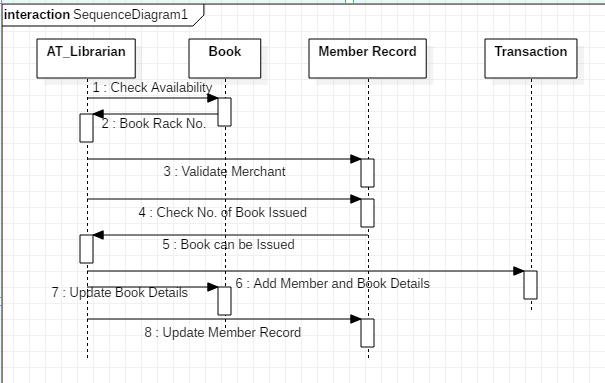 interaction SequenceDiagram1
AT_Librarian
Book
Member Record
Transaction
1 : Check Availability
2 : Book Rack No.
3 : Validate Merchant
4 : Check No. of Book Issued
5 : Book can be Issued
6 : Add Member and Book Details
7 : Update Book Details
8 : Update Member Record